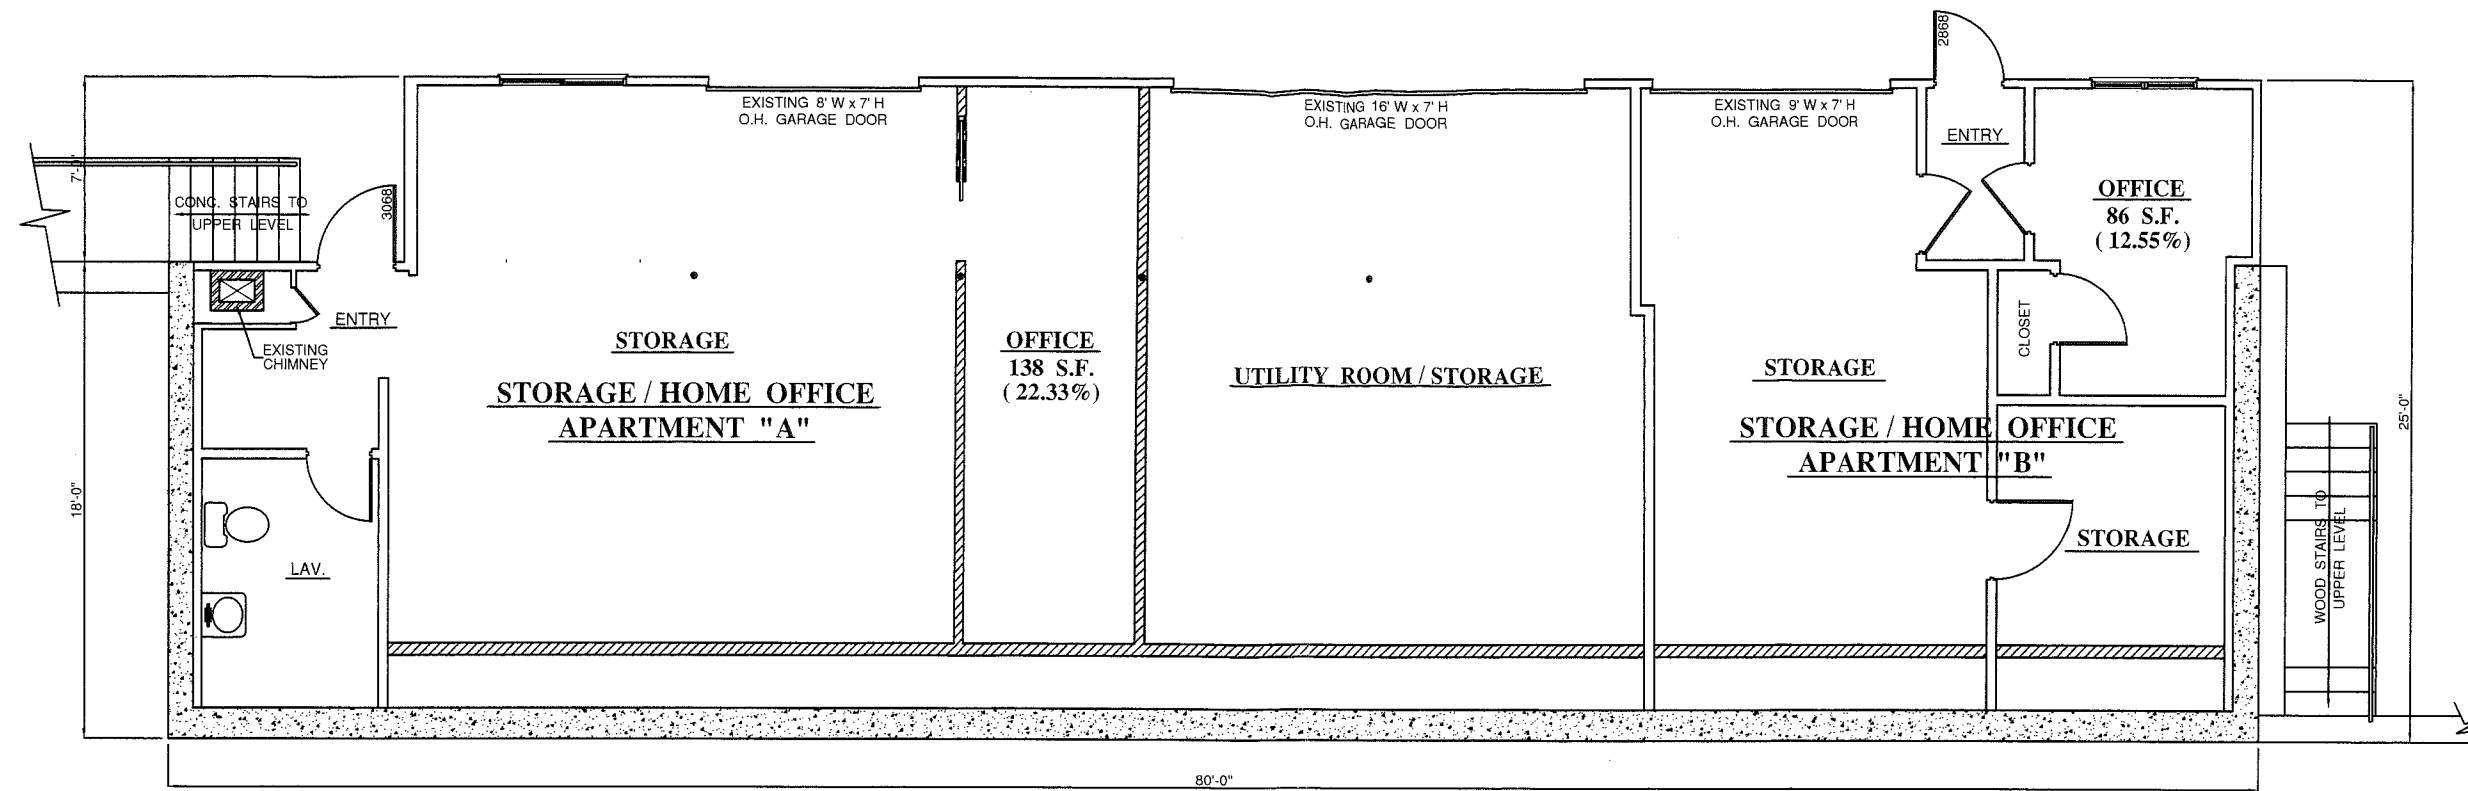 2868
EXISTING 8' W x 7' H
O.H. GARAGE DOOR
EXISTING 16' W x 7' H
O.H. GARAGE DOOR
EXISTING 9' W x 7' H
O.H. GARAGE DOOR
ENTRY
7'-0"
CONC. STAIRS TO
UPPER LEVEL
3068
OFFICE
86 S.F.
( 12.55%)
ENTRY
EXISTING
CHIMNEY
STORAGE
STORAGE / HOME OFFICE
APARTMENT "A"
OFFICE
138 S.F.
( 22.33%)
UTILITY ROOM / STORAGE
STORAGE
CLOSET
STORAGE / HOME OFFICE
APARTMENT "B"
25'-0"
18'-0"
LAV.
STORAGE
WOOD STAIRS TO
UPPER LEVEL
80'-0"